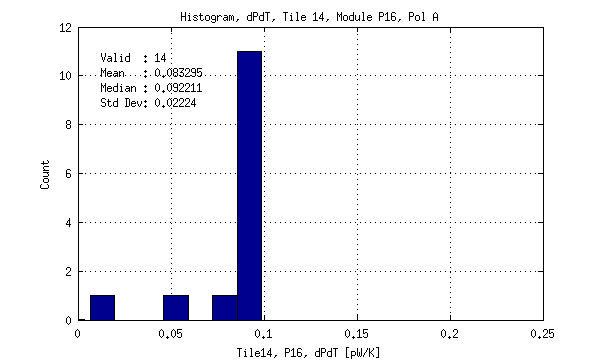 Histogram, dPdT, Tile 14, Module P16, Pol A
12
10
8
6
4
2
0
Count
Valid : 14
Mean : 0.083295
Median : 0.092211
Std Dev: 0.02224
0 0.05 0.1 0.15 0.2 0.25
Tile14, P16, dPdT [pW/K]